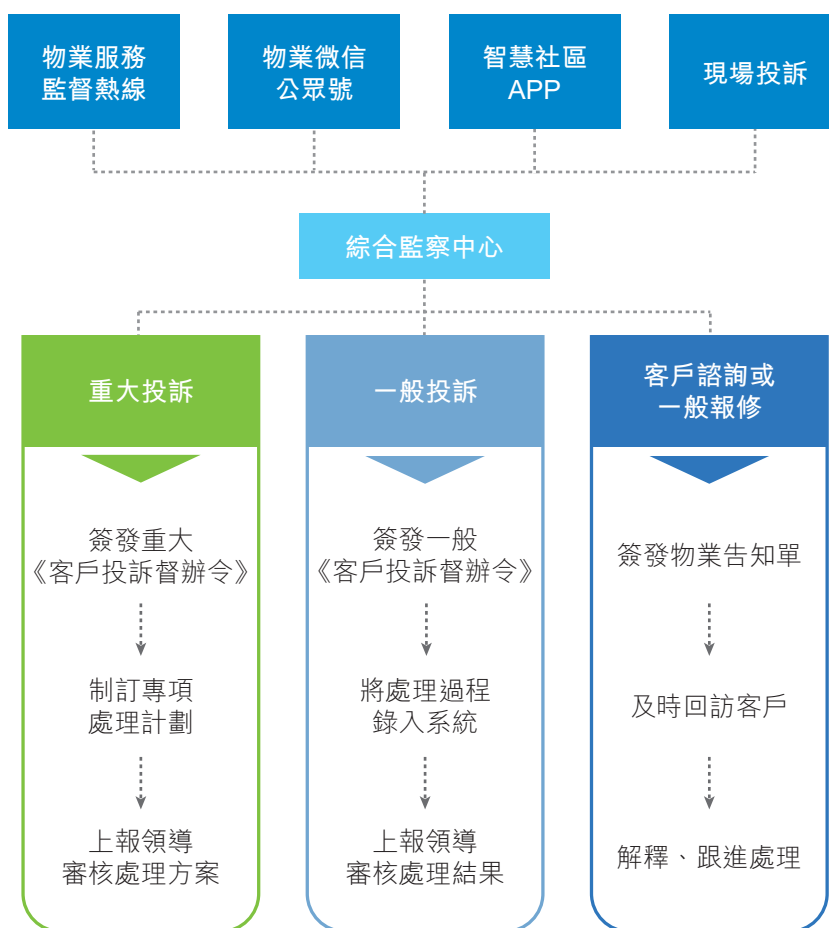 物業服務
監督熱線
物業微信
公眾號
智慧社區
APP
現場投訴
綜合監察中心
重大投訴
簽發重大
《客戶投訴督辦令》
制訂專項
處理計劃
上報領導
審核處理方案
一般投訴
簽發一般
《客戶投訴督辦令》
將處理過程
錄入系統
上報領導
審核處理結果
客戶諮詢或
一般報修
簽發物業告知單
及時回訪客戶
解釋、跟進處理